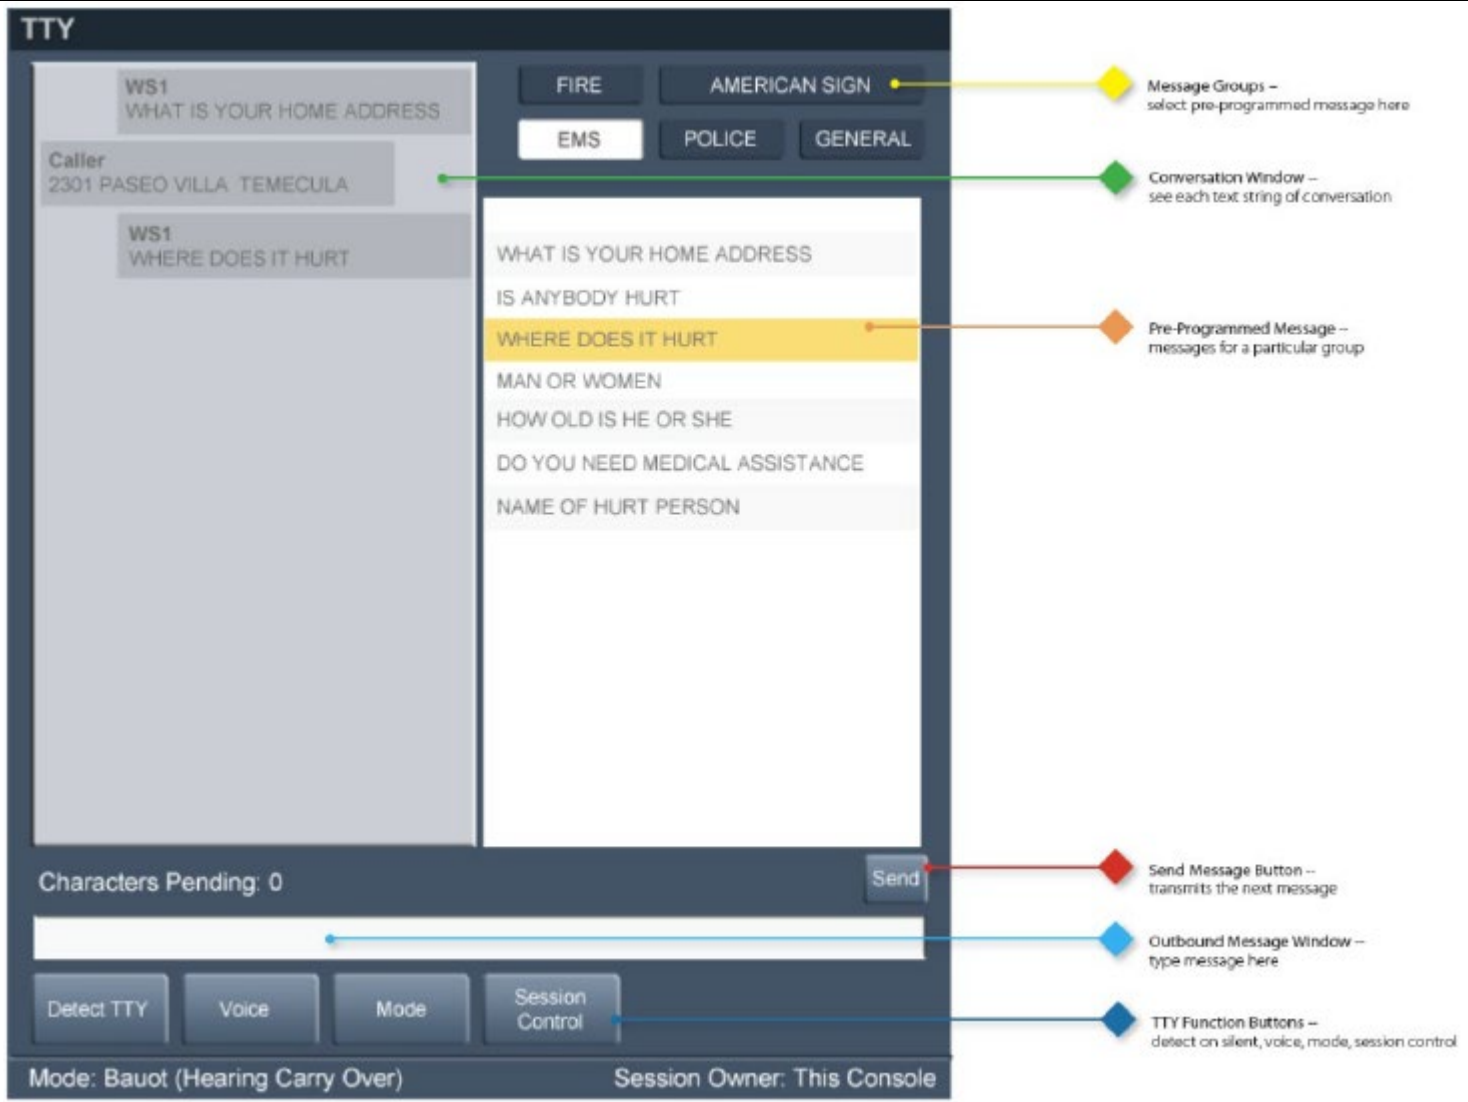 TTY
WS1
WHAT IS YOUR HOME ADDRESS
Caller
2301 PASEO VILLA TEMECULA
WS1
WHERE DOES IT HURT
FIRE
AMERICAN SIGN
EMS
POLICE
GENERAL
WHAT IS YOUR HOME ADDRESS
IS ANYBODY HURT
WHERE DOES IT HURT
MAN OR WOMEN
HOW OLD IS HE OR SHE
DO YOU NEED MEDICAL ASSISTANCE
NAME OF HURT PERSON
Characters Pending: 0
Send
Detect TTY
Voice
Mode
Session
Control
Mode: Bauot (Hearing Carry Over)
Session Owner: This Console
Message Groups –
select pre-programmed message here
Conversation Window –
see each text string of conversation
Pre-Programmed Message –
messages for a particular group
Send Message Button –
transmits the next message
Outbound Message Window –
type message here
TTY Function Buttons –
detect on silent, voice, mode, session control